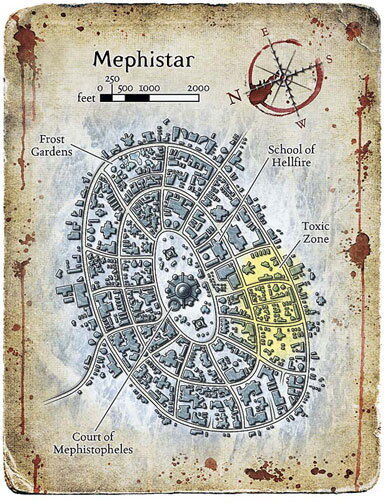 Mephistar
250
feet 0 500 1000 2000
E
S
N
W
Frost
Gardens
School of
Hellfire
Toxic
Zone
Court of
Mephistopheles